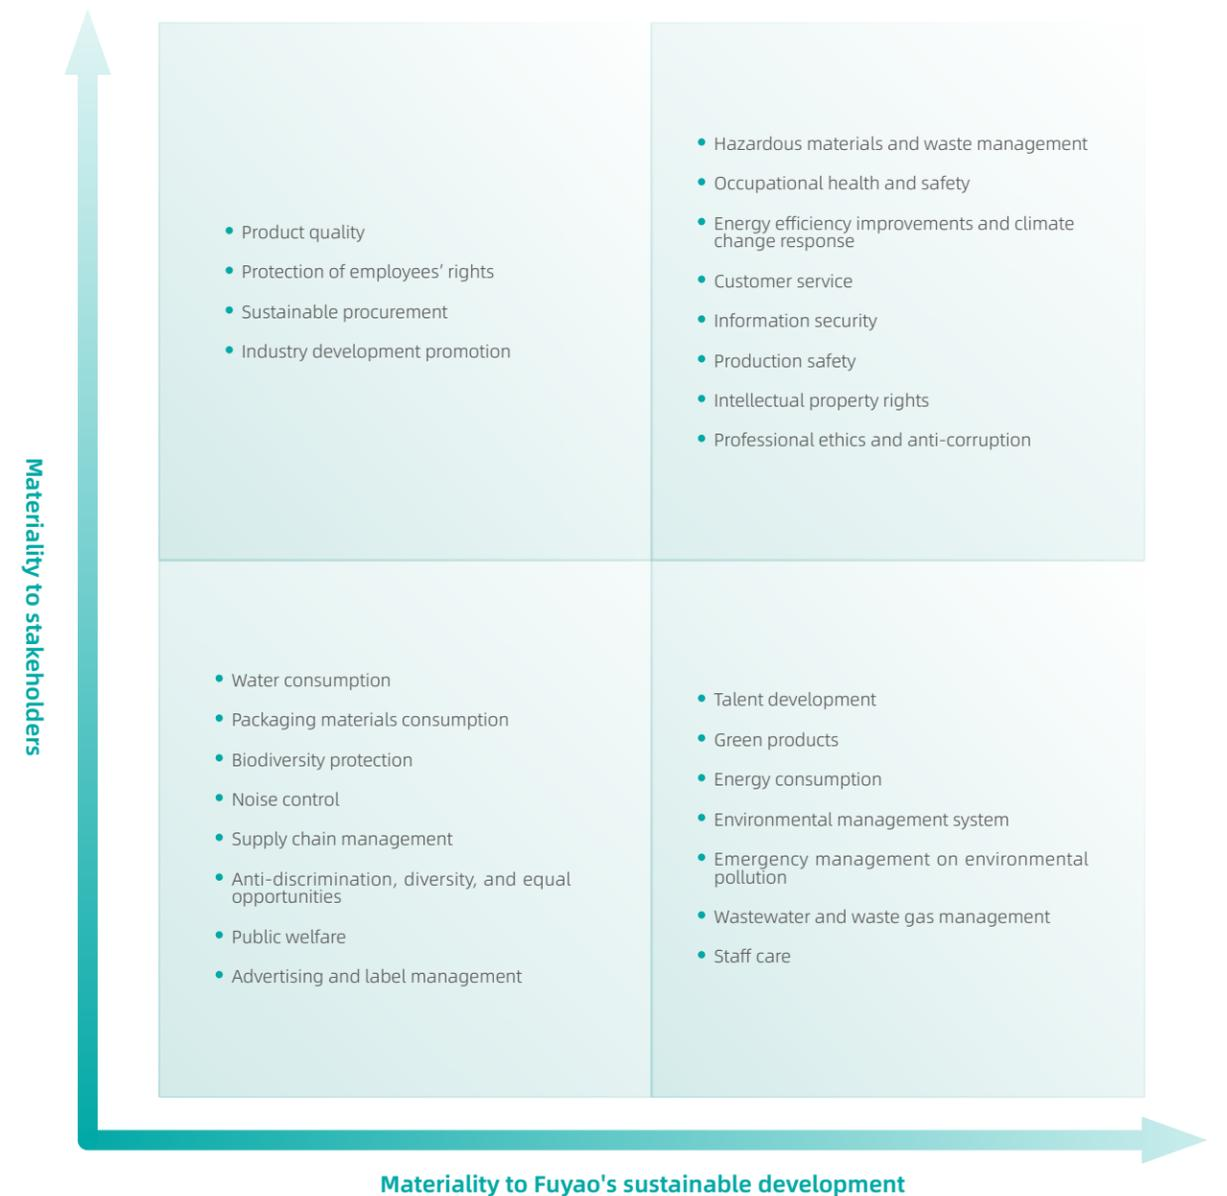 Product quality
Protection of employees’ rights
Sustainable procurement
Industry development promotion
Hazardous materials and waste management
Occupational health and safety
Energy efficiency improvements and climate
change response
Customer service
Information security
Production safety
Intellectual property rights
Professional ethics and anti-corruption
Materiality to stakeholders
Water consumption
Packaging materials consumption
Biodiversity protection
Noise control
Supply chain management
Anti-discrimination, diversity, and equal
opportunities
Public welfare
Advertising and label management
Talent development
Green products
Energy consumption
Environmental management system
Emergency management on environmental
pollution
Wastewater and waste gas management
Staff care
Materiality to Fuyao's sustainable development